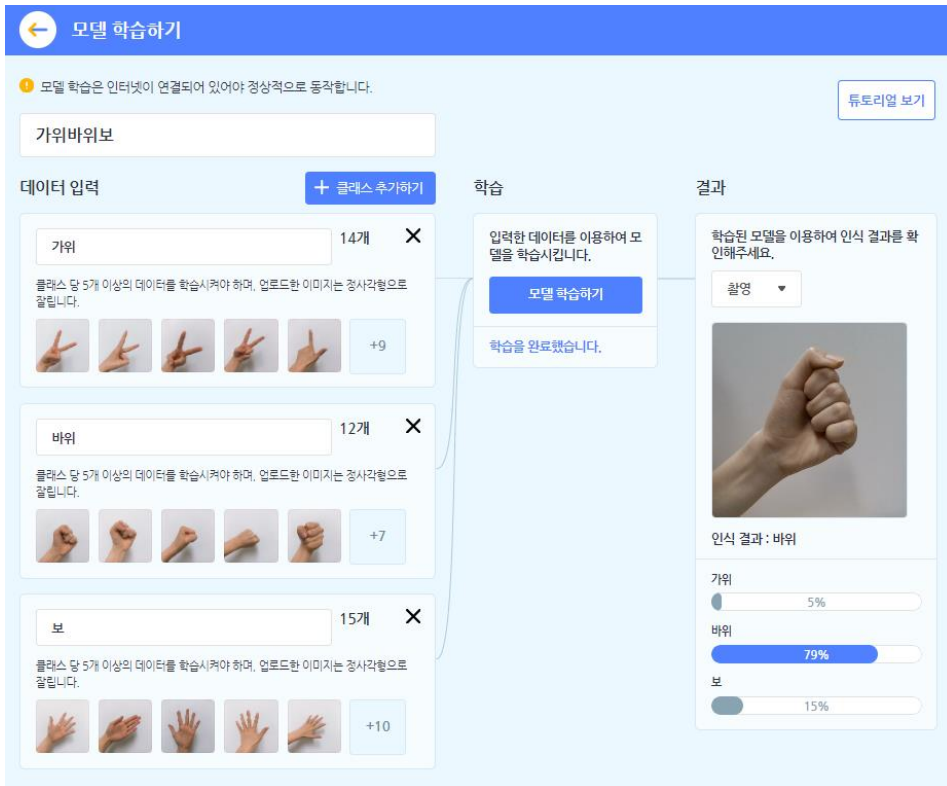 모델 학습하기
모델 학습은 인터넷이 연결되어 있어야 정상적으로 동작합니다.
튜토리얼 보기
가위바위보
데이터 입력
+ 클래스 추가하기
가위
14개
클래스 당 5개 이상의 데이터를 학습시켜야 하며, 업로드한 이미지는 정사각형으로
잘립니다.
+9
바위
12개
클래스 당 5개 이상의 데이터를 학습시켜야 하며, 업로드한 이미지는 정사각형으로
잘립니다.
+7
보
15개
클래스 당 5개 이상의 데이터를 학습시켜야 하며, 업로드한 이미지는 정사각형으로
잘립니다.
+10
학습
입력한 데이터를 이용하여 모
델을 학습시킵니다.
모델 학습하기
학습을 완료했습니다.
결과
학습된 모델을 이용하여 인식 결과를 확
인해주세요.
촬영
인식 결과 : 바위
가위
5%
바위
79%
보
15%